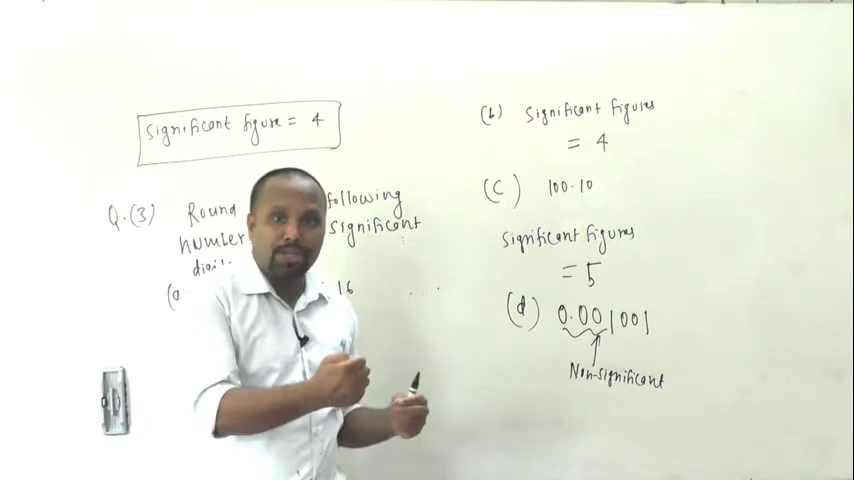 Significant figure = 4
Q.(3) Round following
number significant
(a 16 ....
(b) Significant figures
= 4
(C) 100.10
Significant figures
= 5
(d) 0.001001
Non-significant